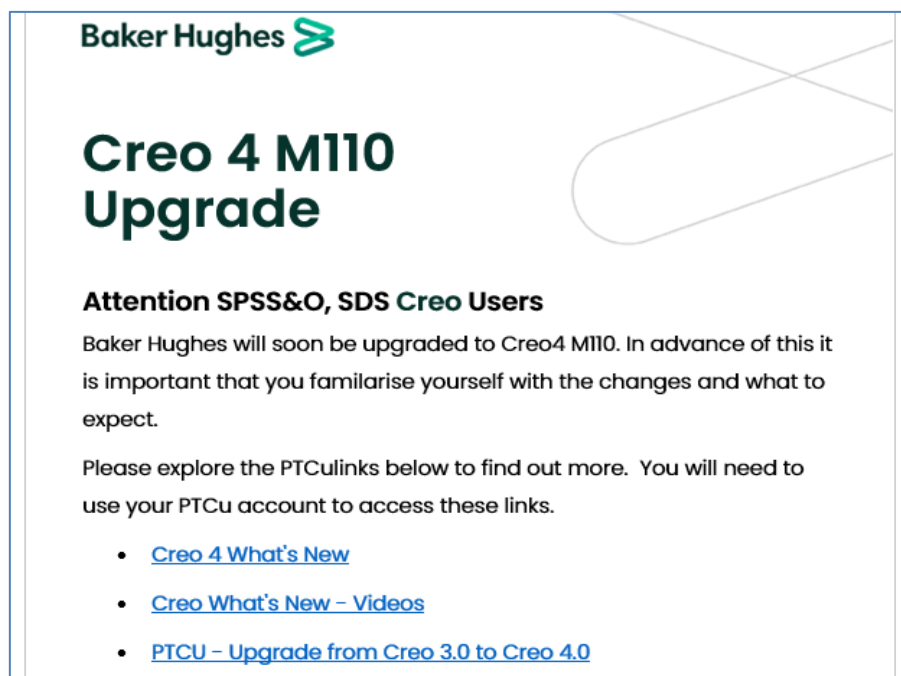 Baker Hughes
Creo 4 M110
Upgrade
Attention SPSS&O, SDS Creo Users
Baker Hughes will soon be upgraded to Creo4 M110. In advance of this it
is important that you familarise yourself with the changes and what to
expect.
Please explore the PTCulinks below to find out more.  You will need to
use your PTCu account to access these links.
• Creo 4 What's New
• Creo What's New - Videos
• PTCU - Upgrade from Creo 3.0 to Creo 4.0